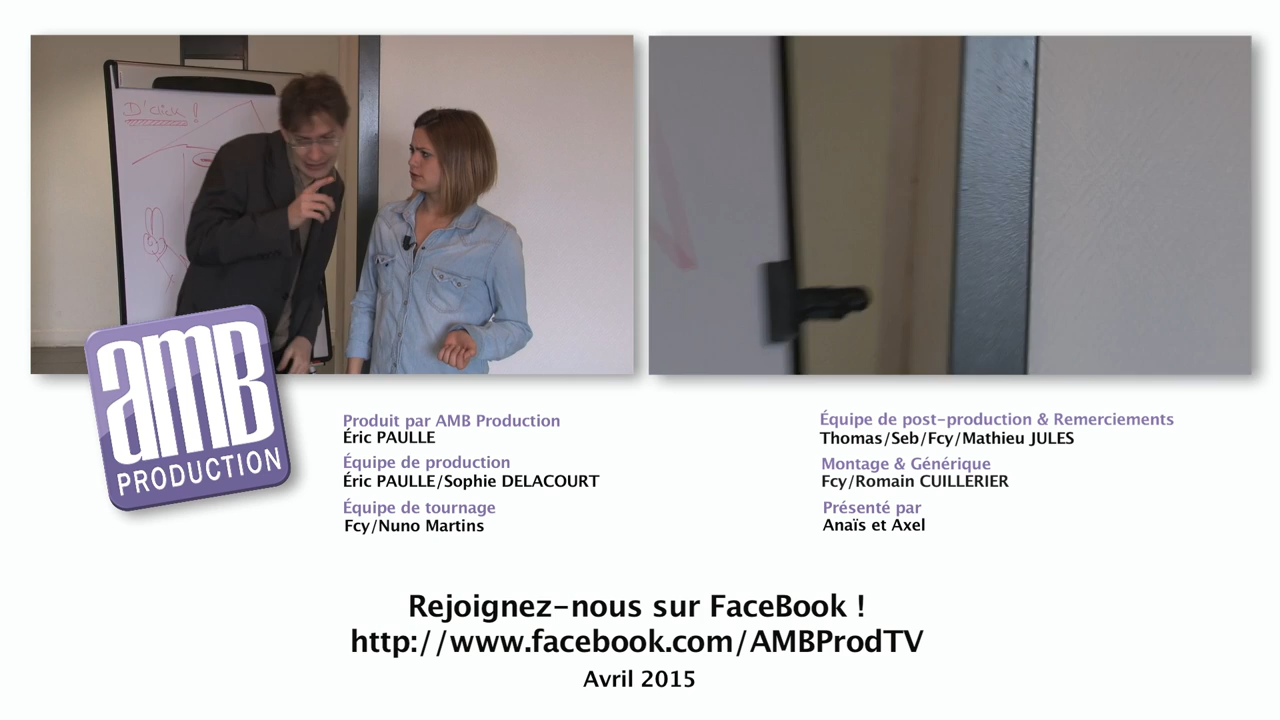 D'click !
amb
PRODUCTION
Produit par AMB Production
Éric PAULLE
Équipe de production
Éric PAULLE/Sophie DELACOURT
Équipe de tournage
Fcy/Nuno Martins
Équipe de post-production & Remerciements
Thomas/Seb/Fcy/Mathieu JULES
Montage & Générique
Fcy/Romain CUILLERIER
Présenté par
Anaïs et Axel
Rejoignez-nous sur FaceBook !
http://www.facebook.com/AMBProdTV
Avril 2015